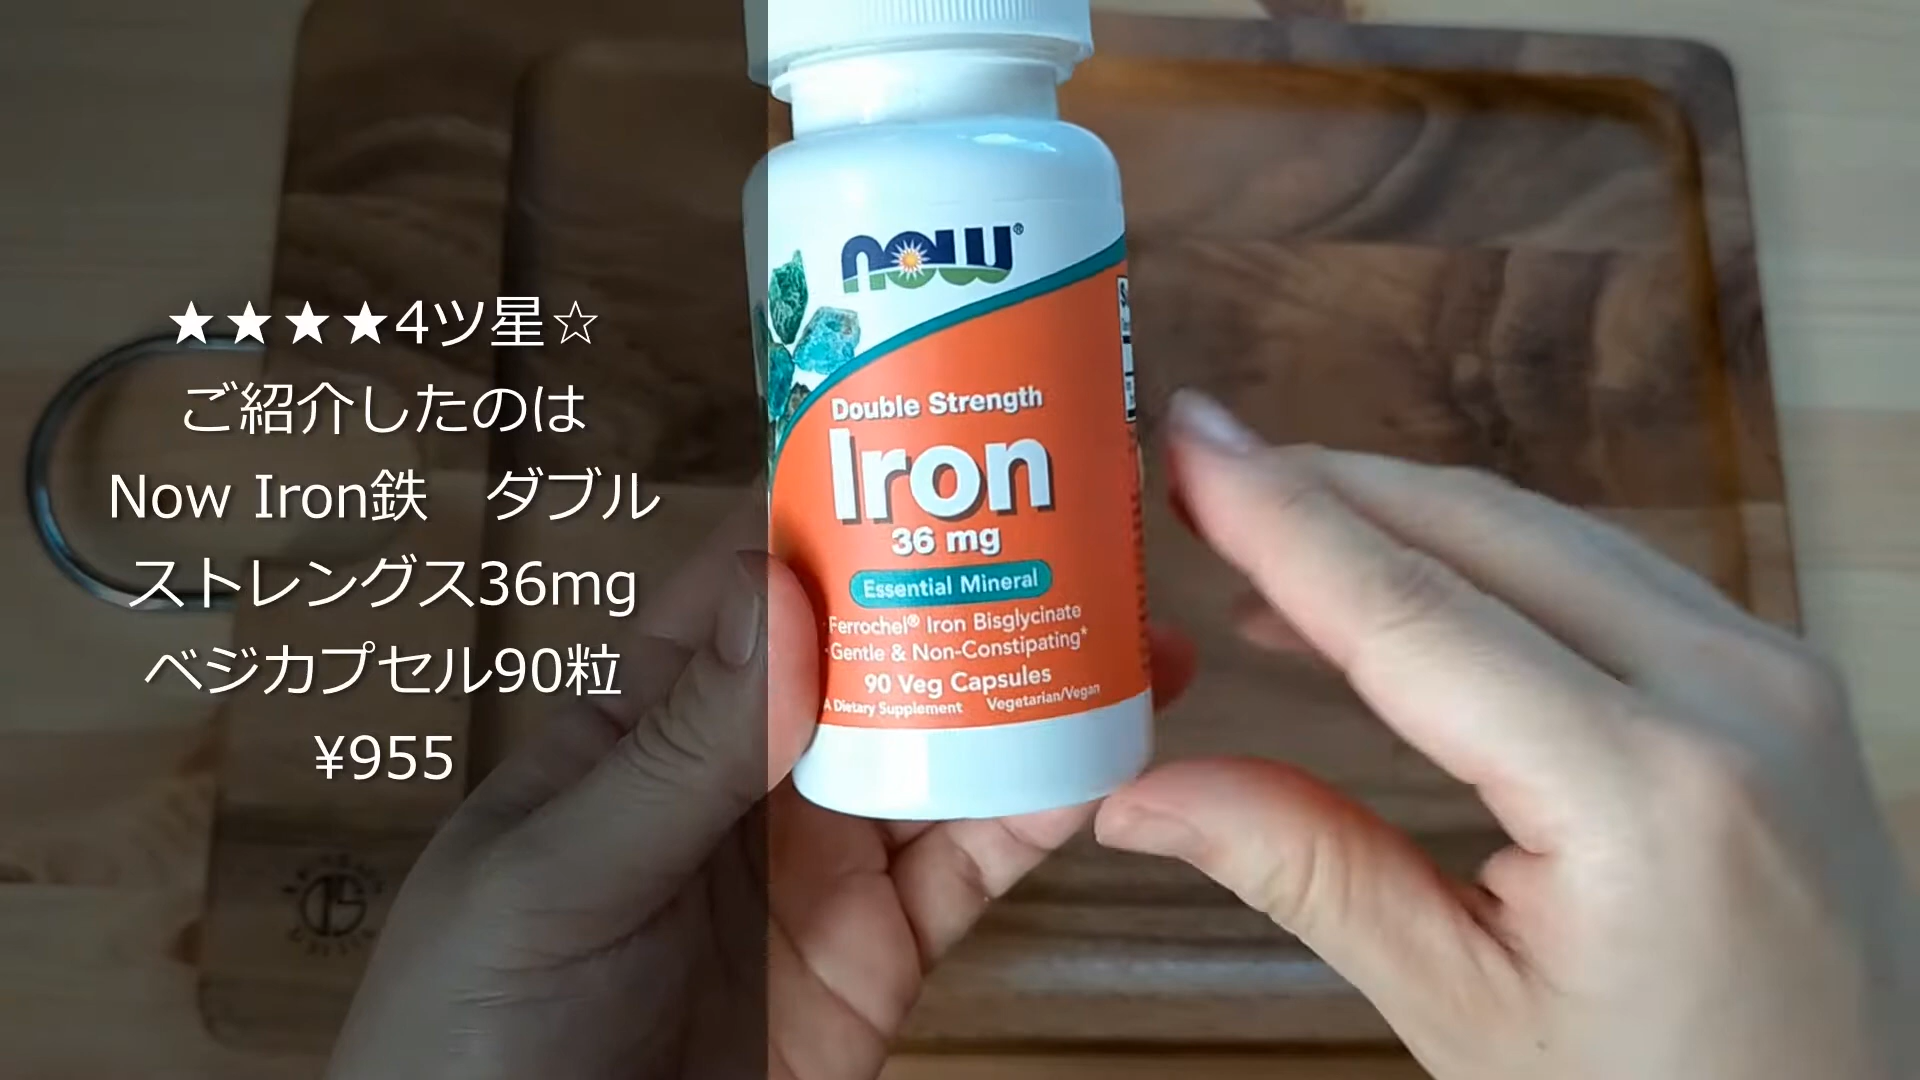 ★★★★4ツ星☆
ご紹介したのは
Now Iron鉄　ダブル
ストレングス36mg
ベジカプセル90粒
¥955
NOW®
Double Strength
Iron
36 mg
Essential Mineral
Ferrochel® Iron Bisglycinate
Gentle & Non-Constipating*
90 Veg Capsules
A Dietary Supplement Vegetarian/Vegan